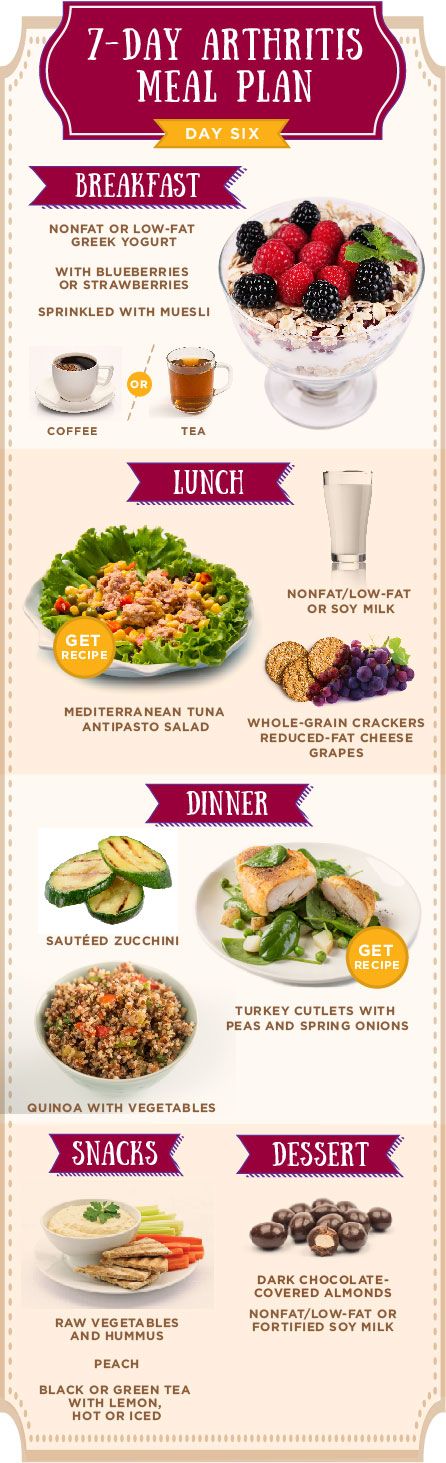 7-DAY ARTHRITIS
MEAL PLAN
DAY SIX
BREAKFAST
NONFAT OR LOW-FAT
GREEK YOGURT
WITH BLUEBERRIES
OR STRAWBERRIES
SPRINKLED WITH MUESLI
OR
COFFEE
TEA
LUNCH
NONFAT/LOW-FAT
OR SOY MILK
GET
RECIPE
MEDITERRANEAN TUNA
ANTIPASTO SALAD
WHOLE-GRAIN CRACKERS
REDUCED-FAT CHEESE
GRAPES
DINNER
SAUTÉED ZUCCHINI
GET
RECIPE
TURKEY CUTLETS WITH
PEAS AND SPRING ONIONS
QUINOA WITH VEGETABLES
SNACKS
RAW VEGETABLES
AND HUMMUS
PEACH
BLACK OR GREEN TEA
WITH LEMON,
HOT OR ICED
DESSERT
DARK CHOCOLATE-
COVERED ALMONDS
NONFAT/LOW-FAT OR
FORTIFIED SOY MILK